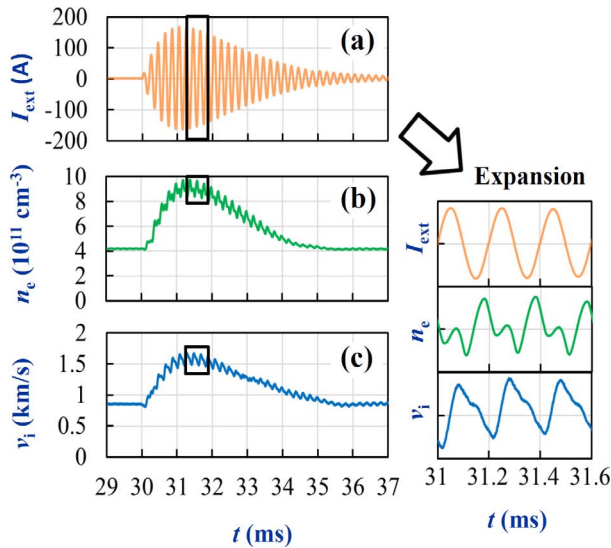 200
100
0
-100
-200
I_ext (A)
(a)
10
8
6
4
2
0
n_e (10^11 cm^-3)
(b)
2
1.5
1
0.5
0
v_i (km/s)
(c)
29 30 31 32 33 34 35 36 37
t (ms)
Expansion
I_ext
n_e
v_i
31 31.2 31.4 31.6
t (ms)